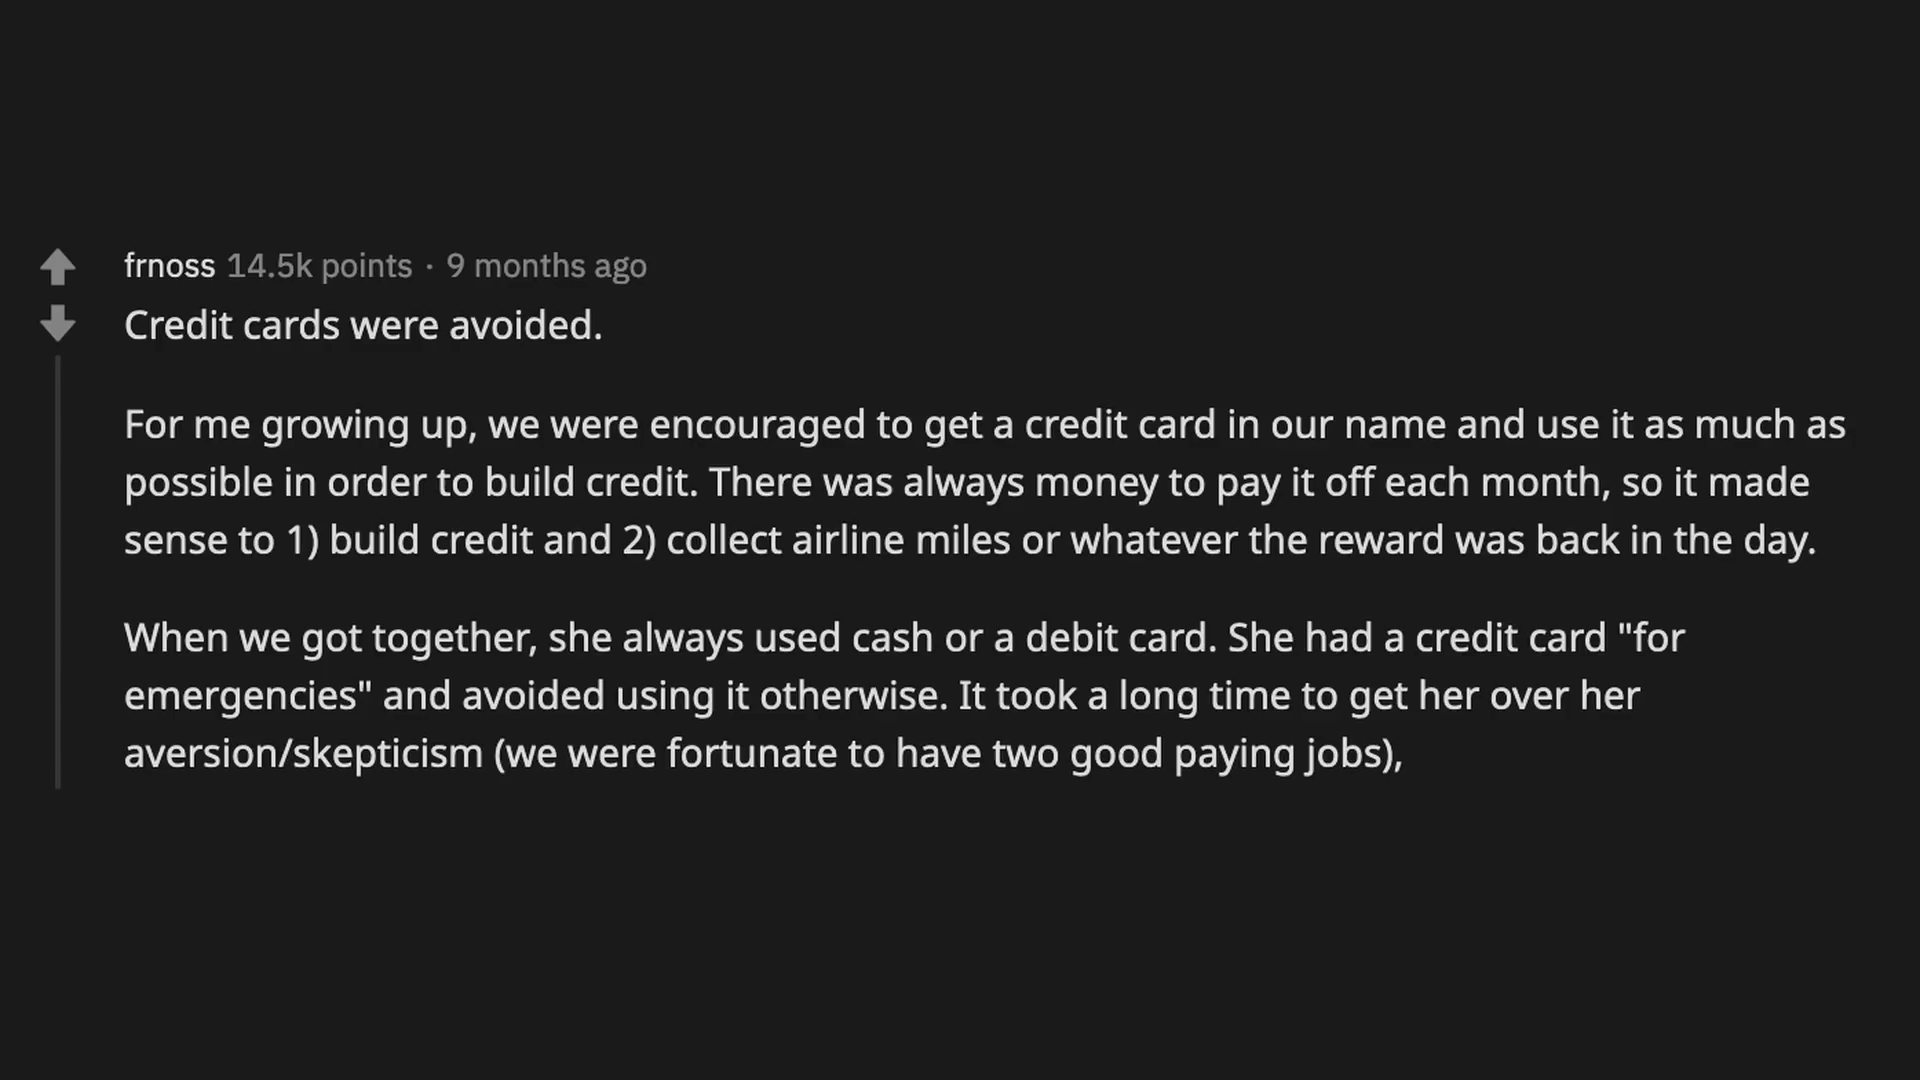 frnoss 14.5k points · 9 months ago
Credit cards were avoided.
For me growing up, we were encouraged to get a credit card in our name and use it as much as
possible in order to build credit. There was always money to pay it off each month, so it made
sense to 1) build credit and 2) collect airline miles or whatever the reward was back in the day.
When we got together, she always used cash or a debit card. She had a credit card "for
emergencies" and avoided using it otherwise. It took a long time to get her over her
aversion/skepticism (we were fortunate to have two good paying jobs),